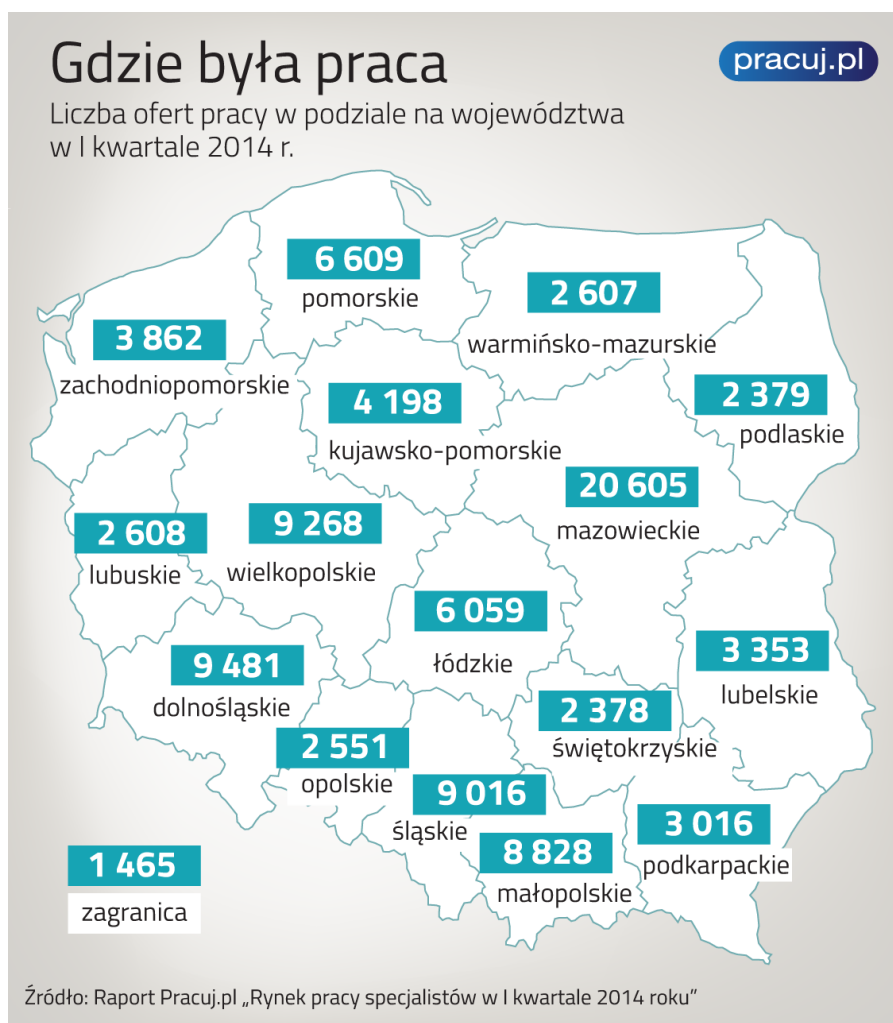 Gdzie była praca
pracuj.pl
Liczba ofert pracy w podziale na województwa
w I kwartale 2014 r.
6 609
pomorskie
2 607
warmińsko-mazurskie
3 862
zachodniopomorskie
4 198
kujawsko-pomorskie
2 379
podlaskie
20 605
mazowieckie
2 608
lubuskie
9 268
wielkopolskie
6 059
łódzkie
3 353
lubelskie
9 481
dolnośląskie
2 378
świętokrzyskie
2 551
opolskie
9 016
śląskie
3 016
podkarpackie
8 828
małopolskie
1 465
zagranica
Źródło: Raport Pracuj.pl „Rynek pracy specjalistów w I kwartale 2014 roku”